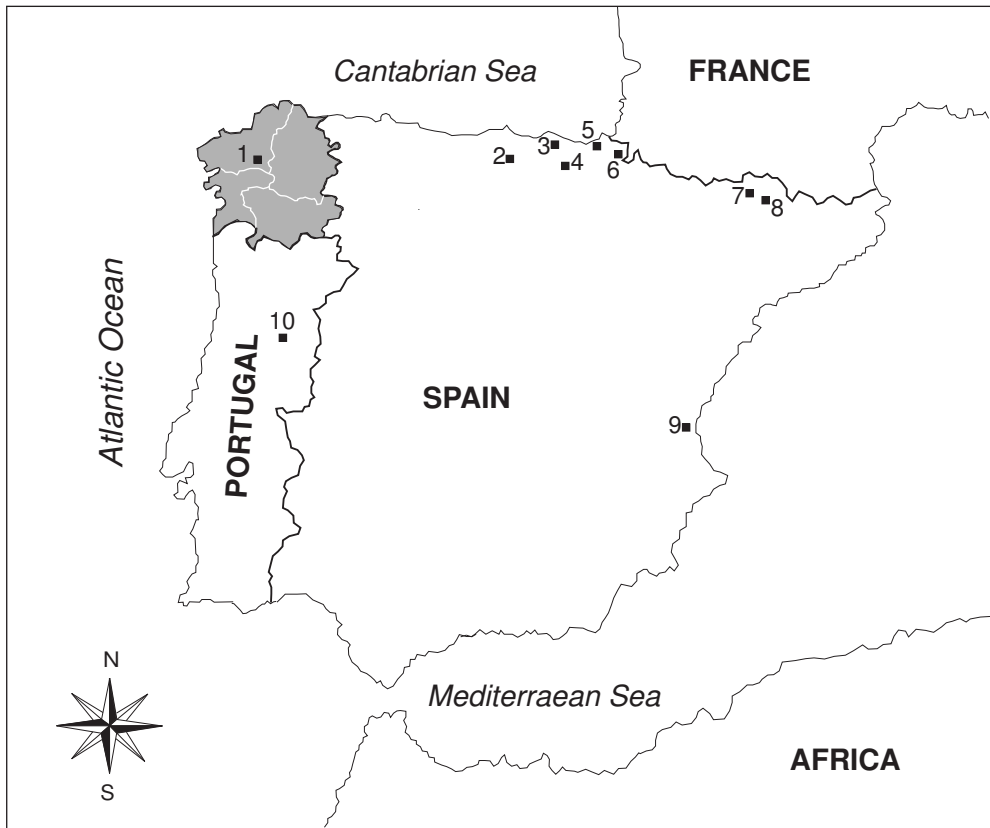 Cantabrian Sea
FRANCE
1
2
3
4
5
6
7
8
Atlantic Ocean
10
PORTUGAL
SPAIN
9
N
S
Mediterraean Sea
AFRICA